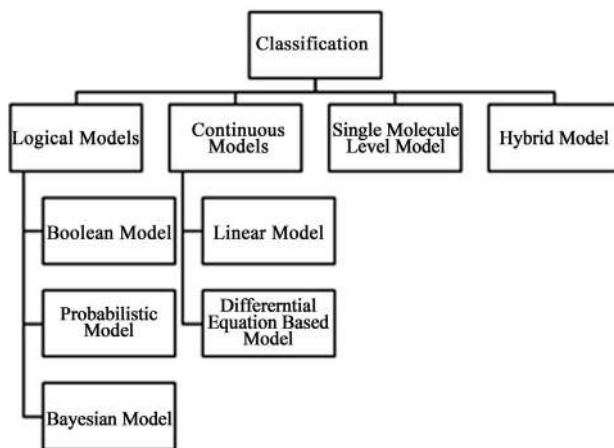 Classification
Logical Models
Continuous
Models
Single Molecule
Level Model
Hybrid Model
Boolean Model
Linear Model
Probabilistic
Model
Differerntial
Equation Based
Model
Bayesian Model